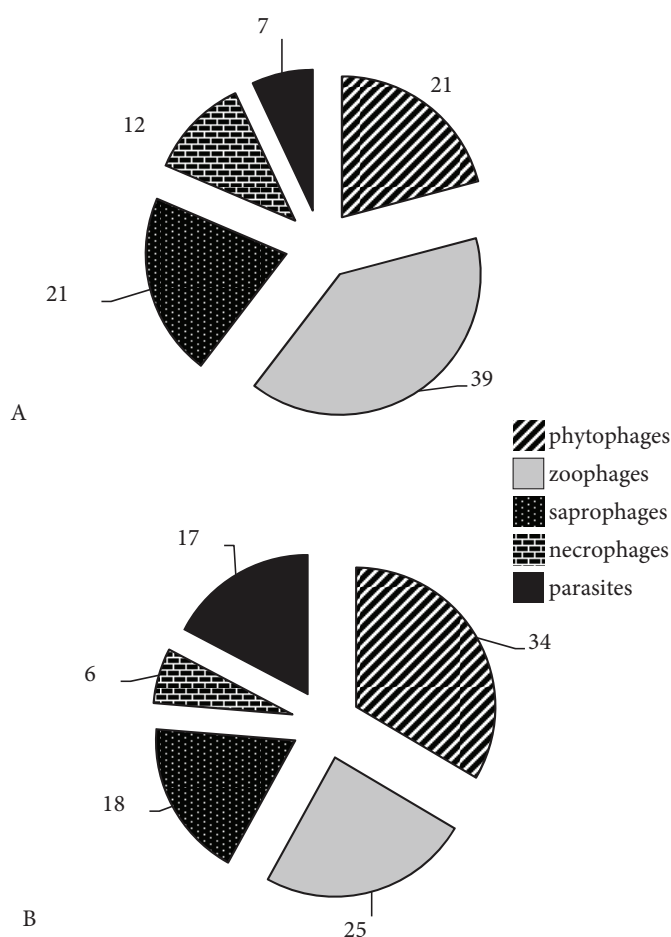 7
21
12
21
39
A
phytophages
zoophages
saprophages
necrophages
parasites
17
34
6
18
25
B